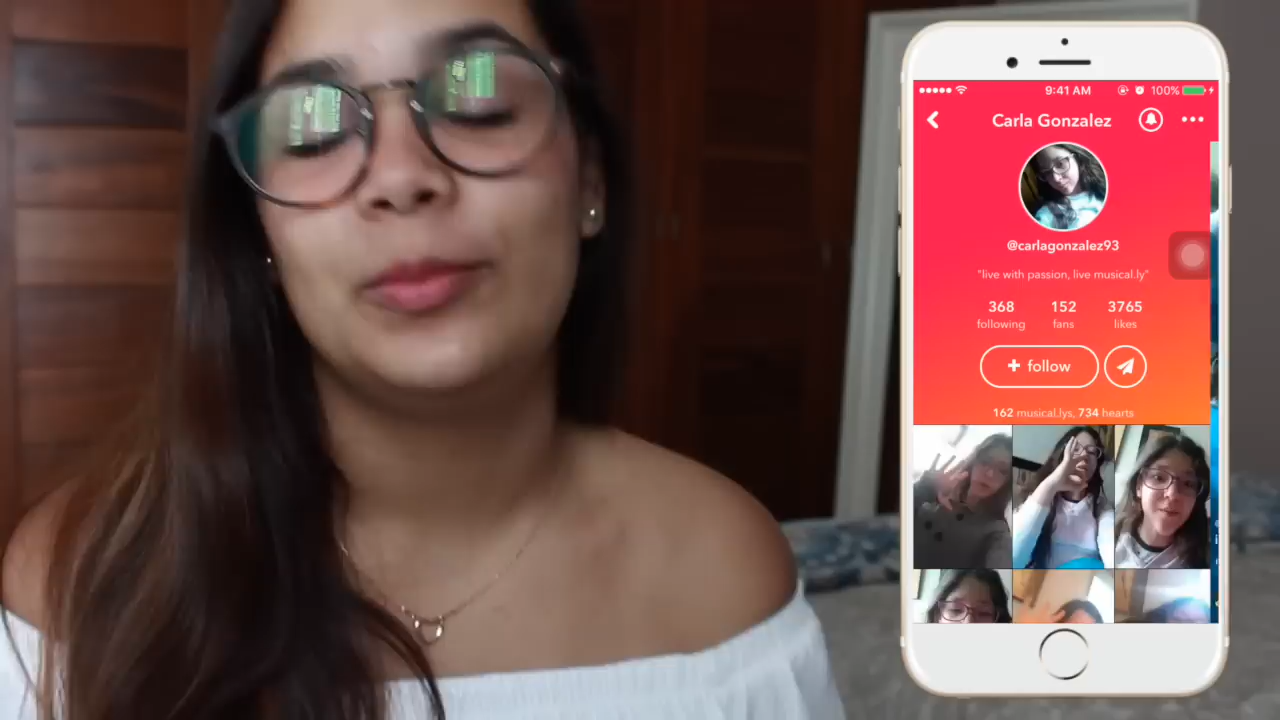 9:41 AM 100%
Carla Gonzalez
@carlagonzalez93
"live with passion, live musical.ly"
368 152 3765
following fans likes
+ follow
162 musical.lys, 734 hearts